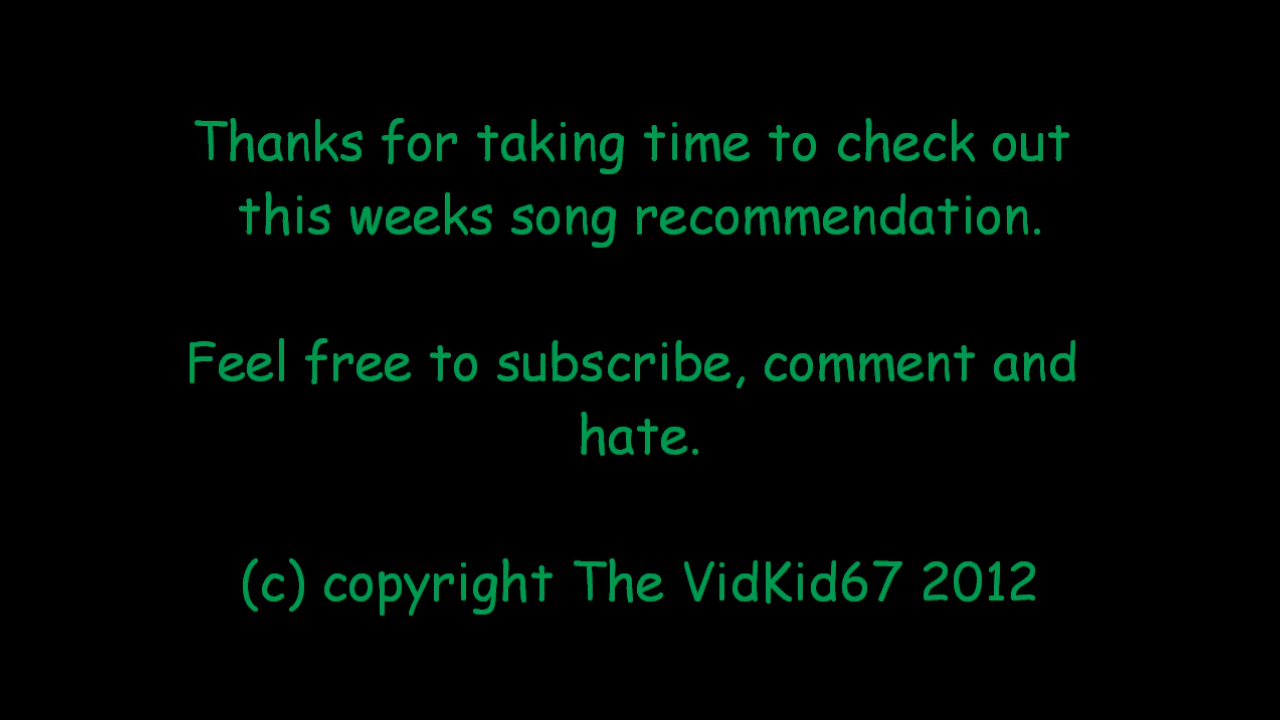 Thanks for taking time to check out
this weeks song recommendation.
Feel free to subscribe, comment and
hate.
(c) copyright The VidKid67 2012